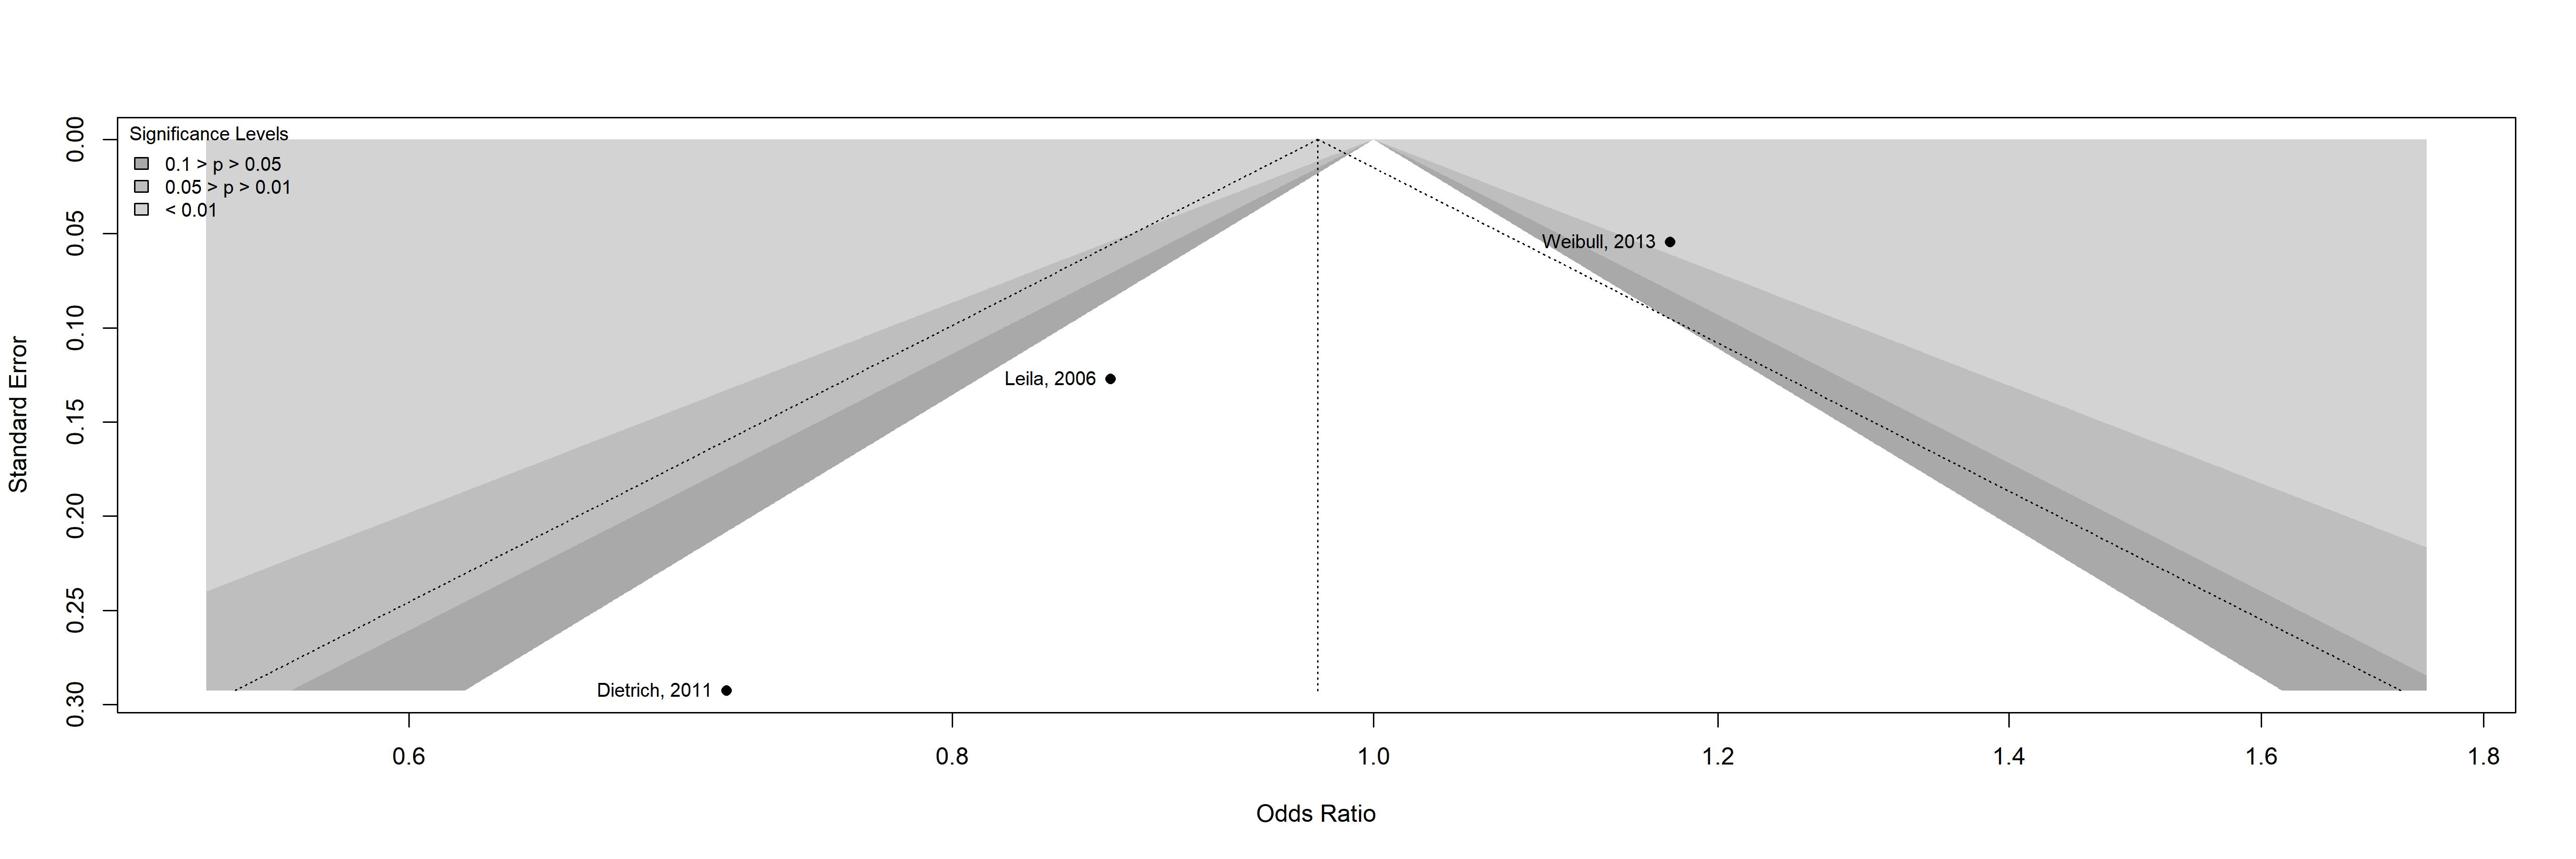 Significance Levels
0.1 > p > 0.05
0.05 > p > 0.01
< 0.01
0.00
0.05
0.10
0.15
0.20
0.25
0.30
Standard Error
Weibull, 2013
Leila, 2006
Dietrich, 2011
0.6 0.8 1.0 1.2 1.4 1.6 1.8
Odds Ratio